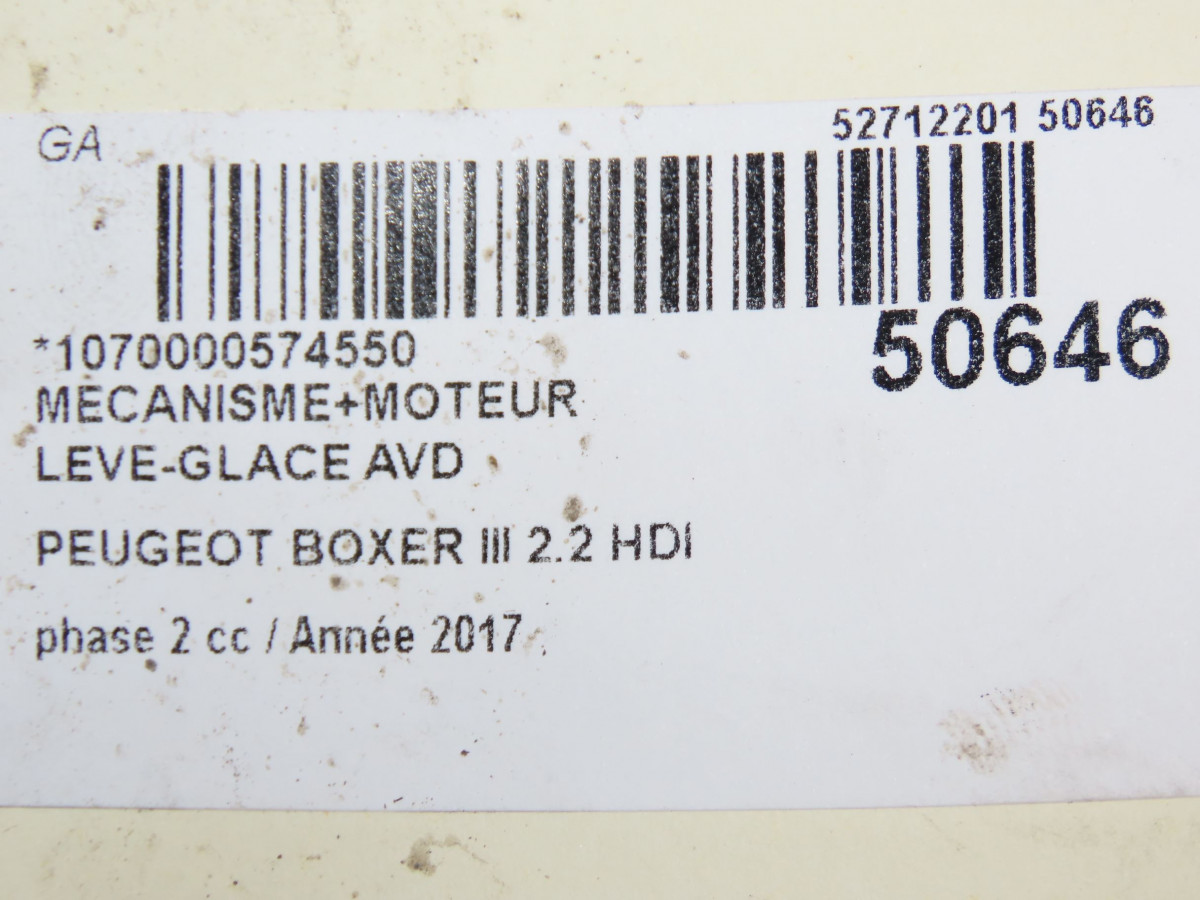 GA
52712201 50646
*1070000574550
50646
MECANISME+MOTEUR
LEVE-GLACE AVD
PEUGEOT BOXER III 2.2 HDI
phase 2 cc / Année 2017